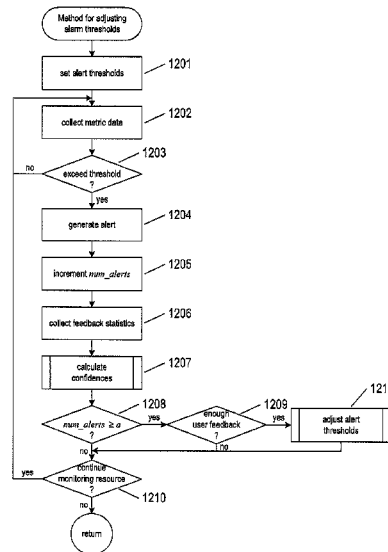 Method for adjusting
alarm thresholds
1201
set alert thresholds
1202
collect metric data
1203
exceed threshold
?
no
yes
1204
generate alert
1205
increment num_alerts
1206
collect feedback statistics
1207
calculate
confidences
1208
num_alerts ≥ a
?
yes
1209
enough
user feedback
?
yes
121
adjust alert
thresholds
no
no
continue
monitoring resource
?
yes
1210
no
return